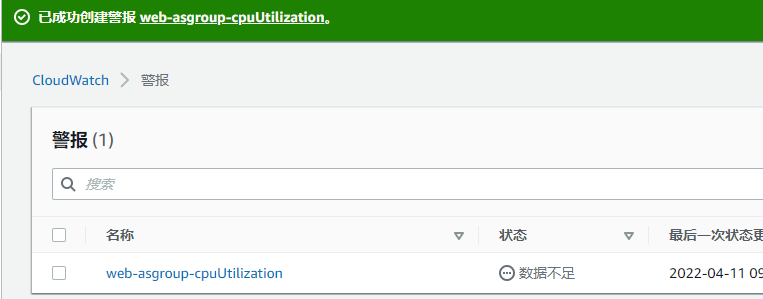 已成功创建警报 web-asgroup-cpuUtilization。
CloudWatch > 警报
警报 (1)
搜索
名称 状态 最后一次状态更
web-asgroup-cpuUtilization 数据不足 2022-04-11 09